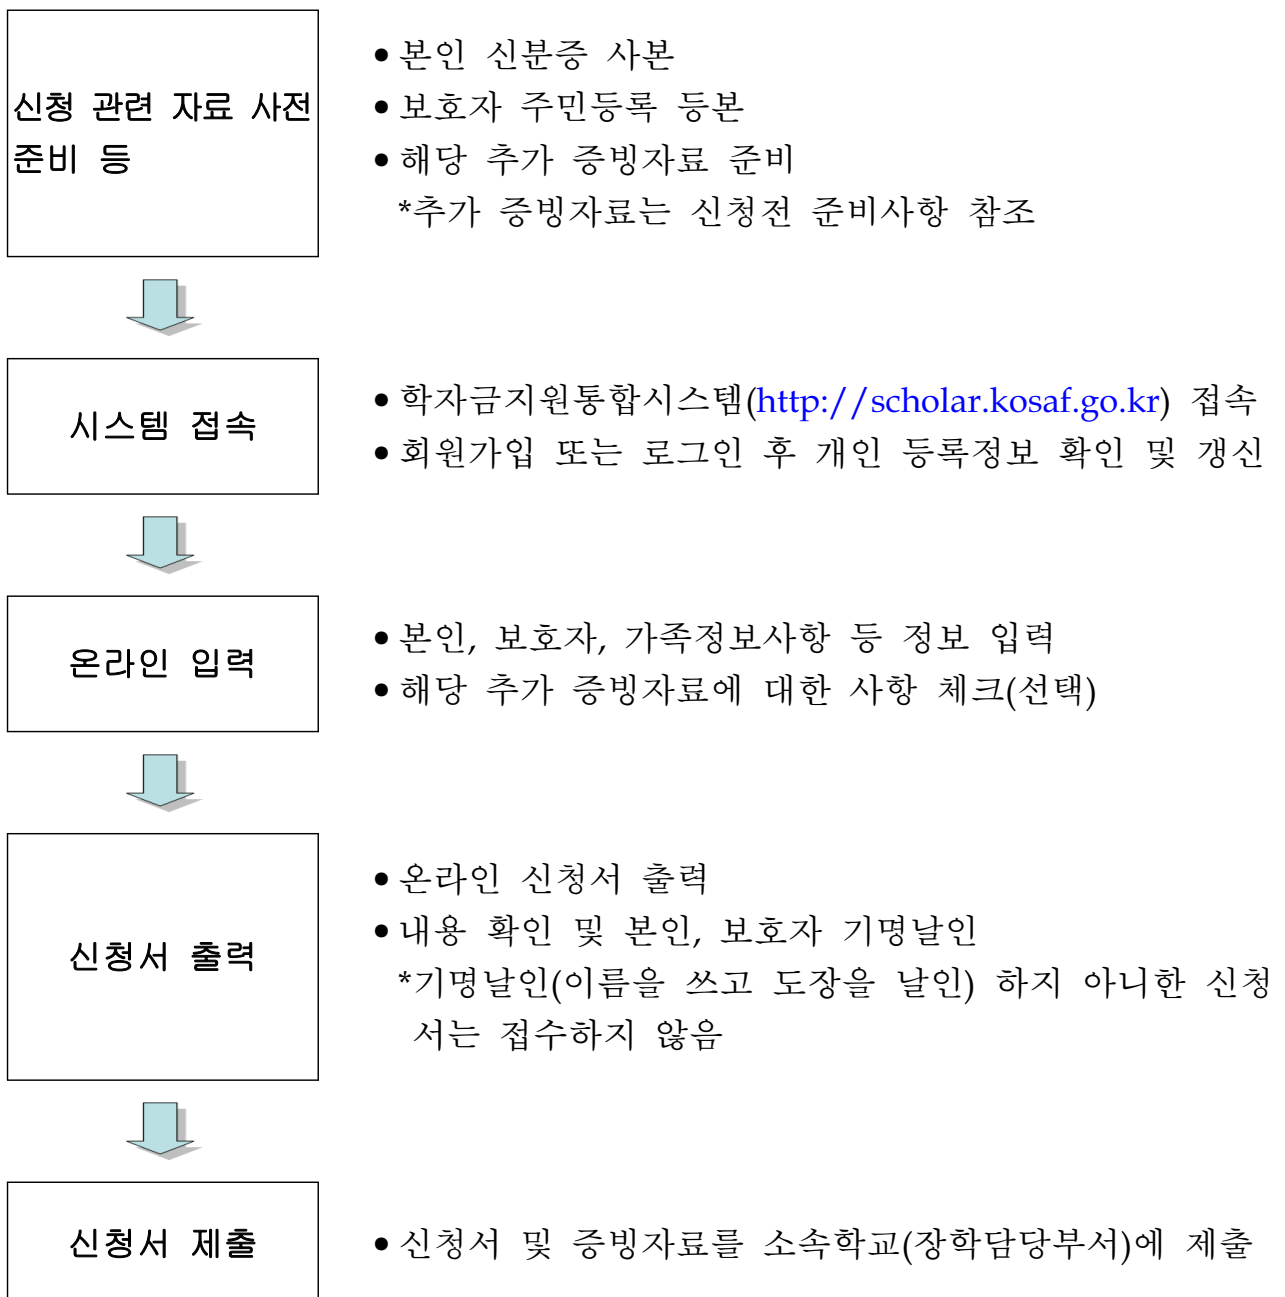 신청 관련 자료 사전
준비 등
• 본인 신분증 사본
• 보호자 주민등록 등본
• 해당 추가 증빙자료 준비
*추가 증빙자료는 신청전 준비사항 참조
시스템 접속
• 학자금지원통합시스템(http://scholar.kosaf.go.kr) 접속
• 회원가입 또는 로그인 후 개인 등록정보 확인 및 갱신
온라인 입력
• 본인, 보호자, 가족정보사항 등 정보 입력
• 해당 추가 증빙자료에 대한 사항 체크(선택)
신청서 출력
• 온라인 신청서 출력
• 내용 확인 및 본인, 보호자 기명날인
*기명날인(이름을 쓰고 도장을 날인) 하지 아니한 신청
서는 접수하지 않음
신청서 제출
• 신청서 및 증빙자료를 소속학교(장학담당부서)에 제출